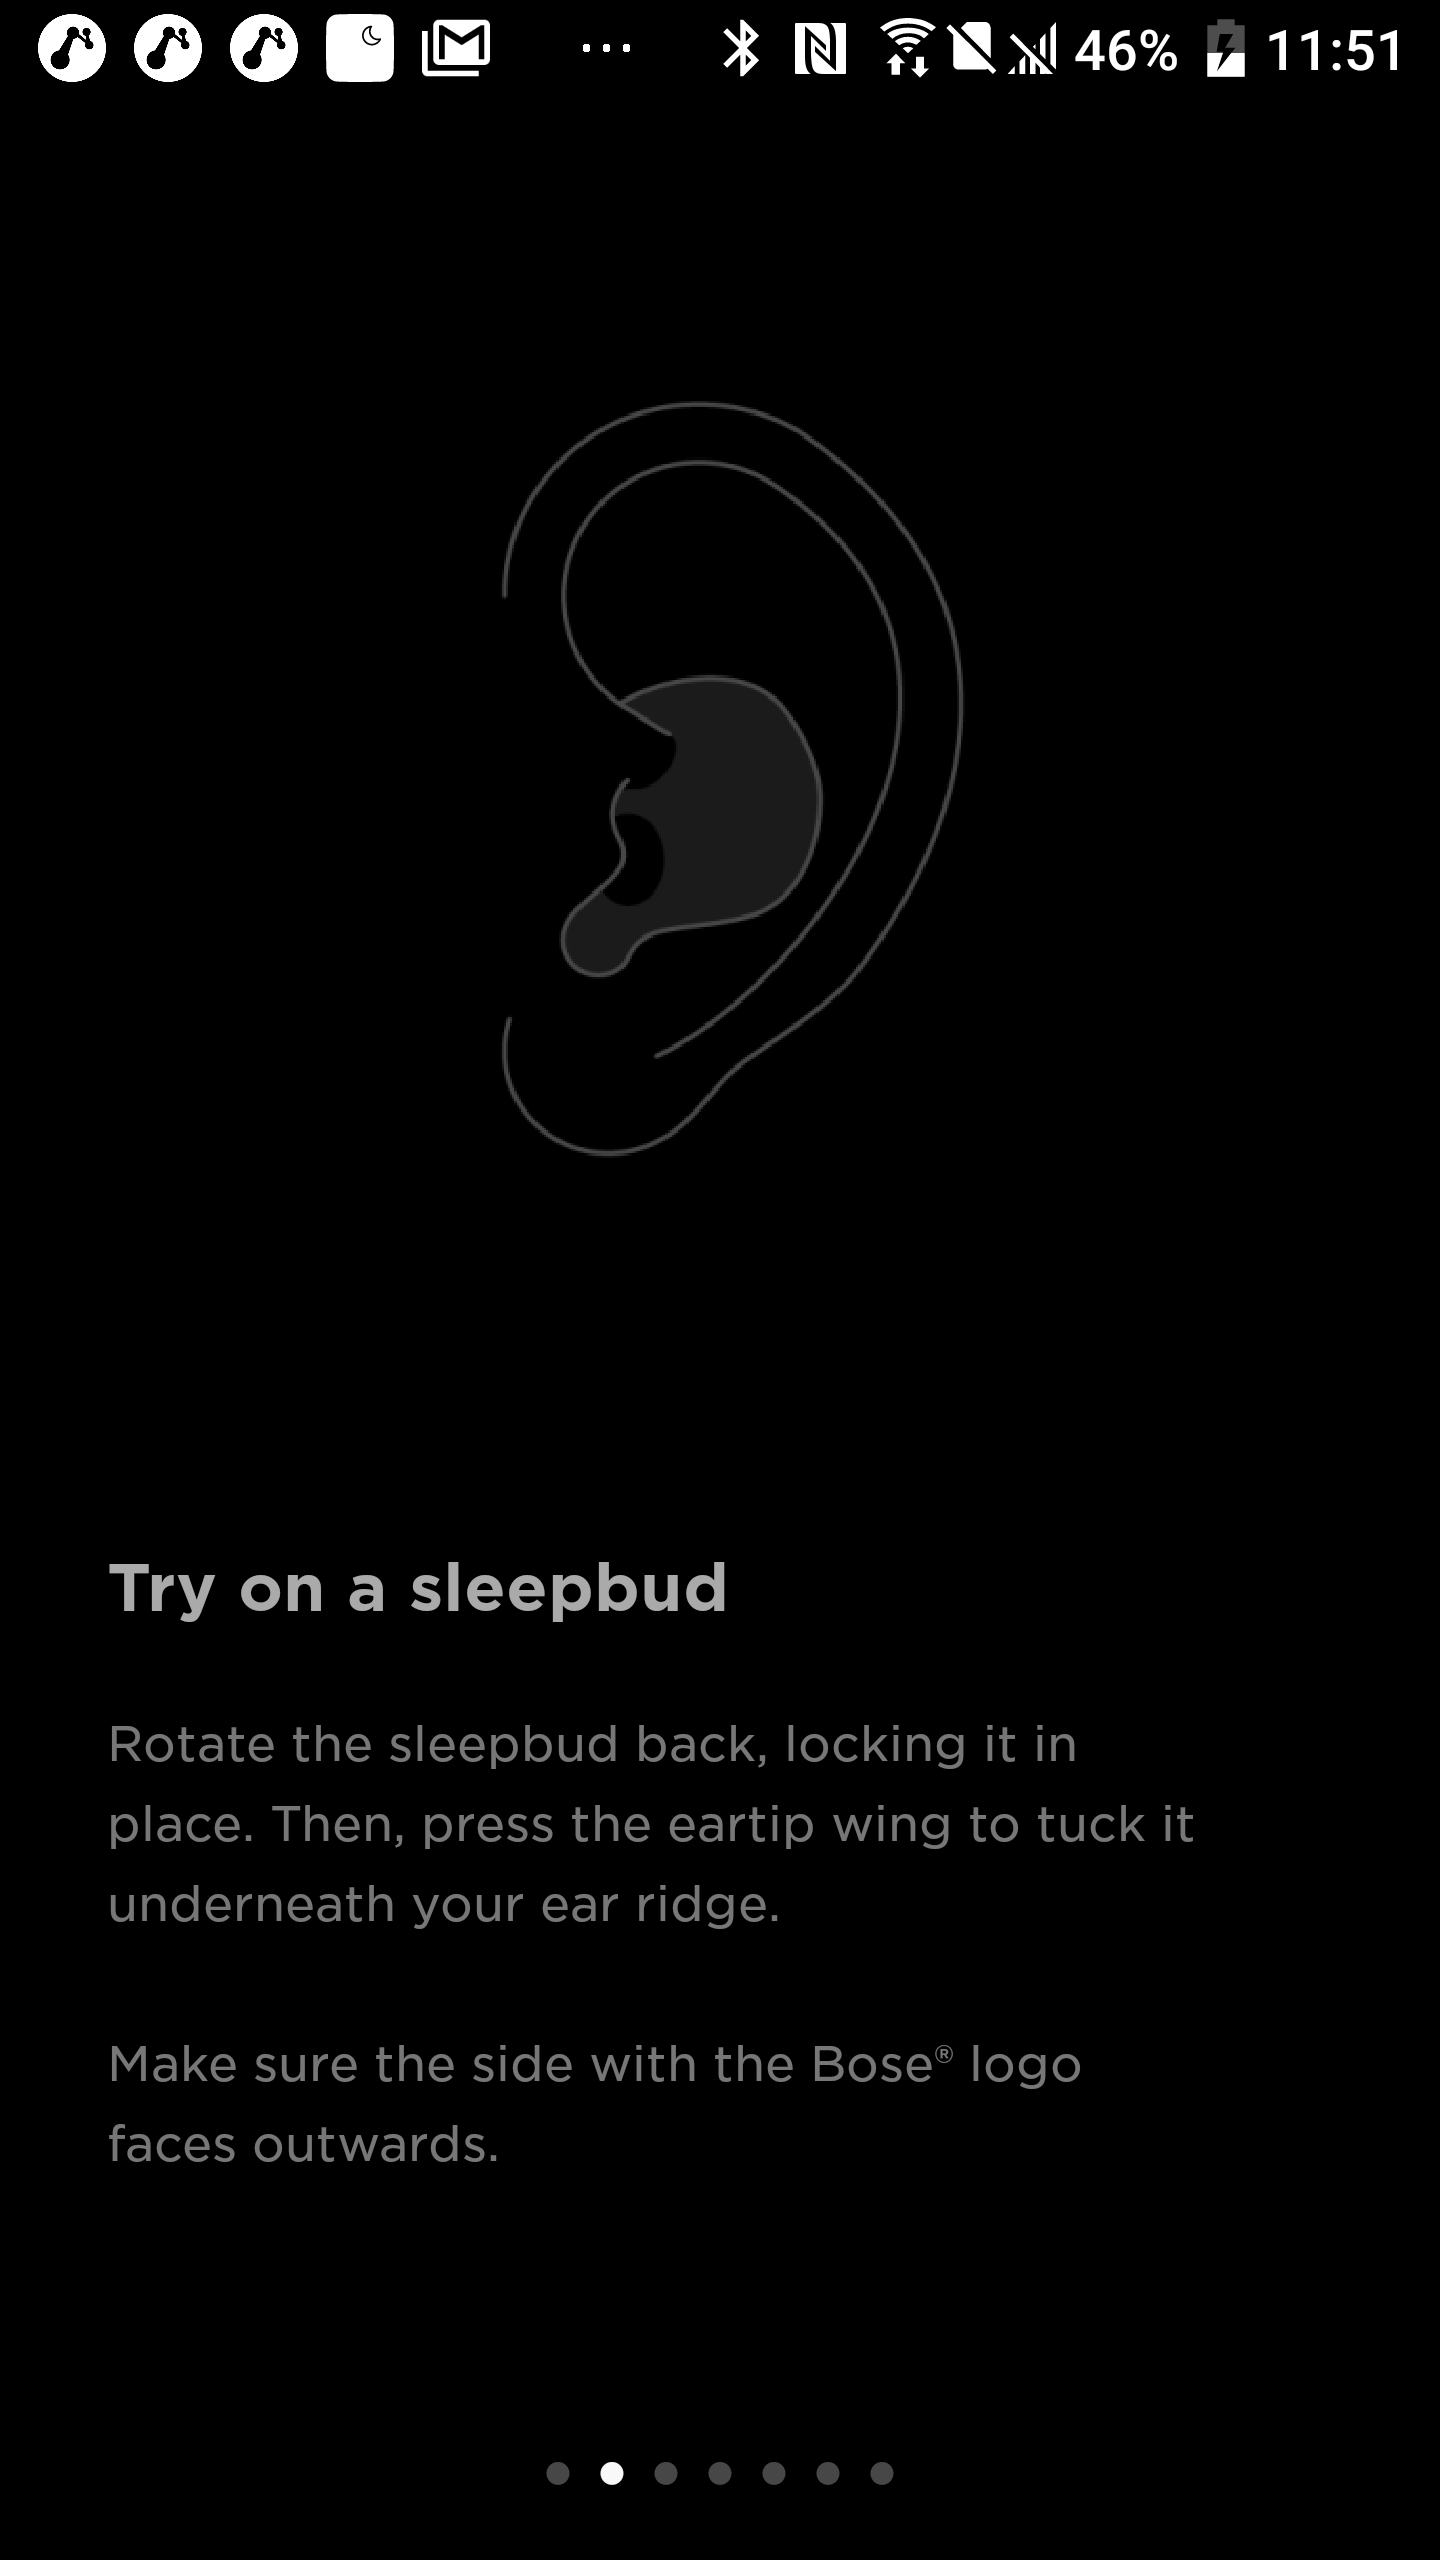 46% 11:51
Try on a sleepbud
Rotate the sleepbud back, locking it in
place. Then, press the eartip wing to tuck it
underneath your ear ridge.
Make sure the side with the Bose® logo
faces outwards.